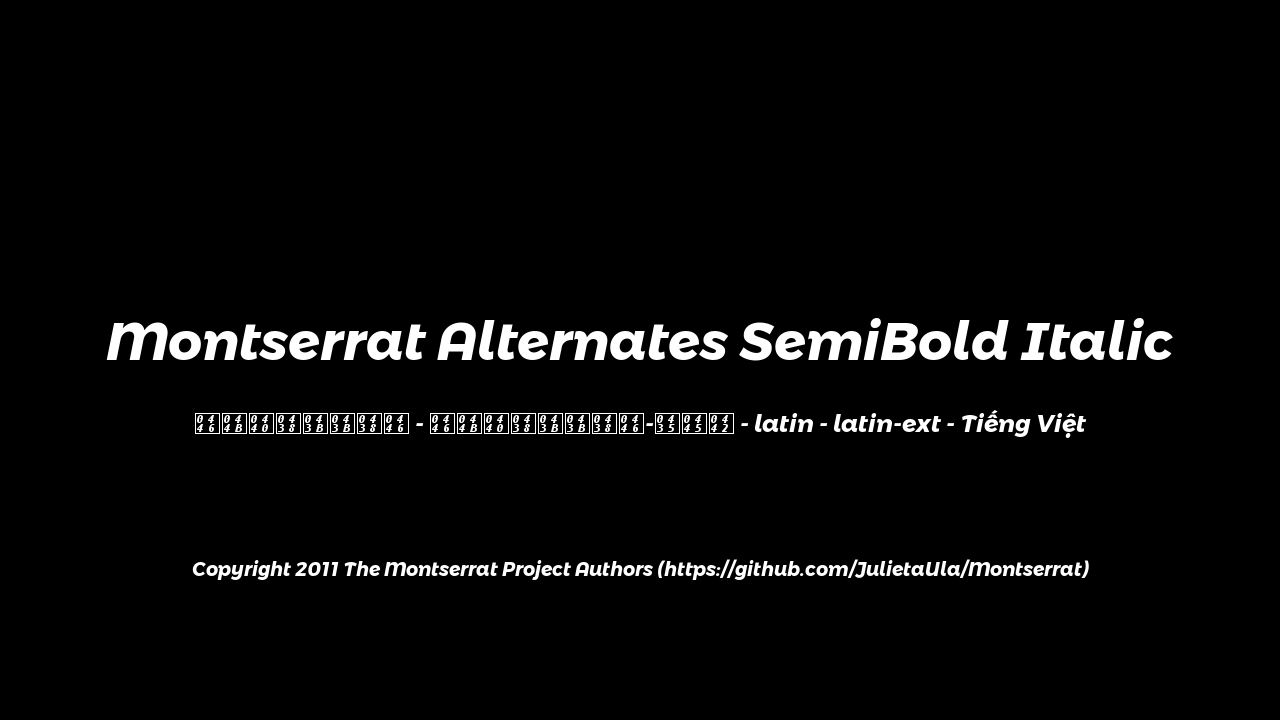 Montserrat Alternates SemiBold Italic
- latin - latin-ext - Tiếng Việt
Copyright 2011 The Montserrat Project Authors (https://github.com/JulietaUla/Montserrat)